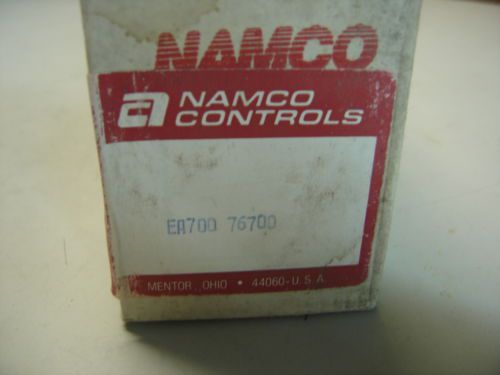 NAMCO
a NAMCO
CONTROLS
EA700 76700
MENTOR, OHIO • 44060-U.S.A